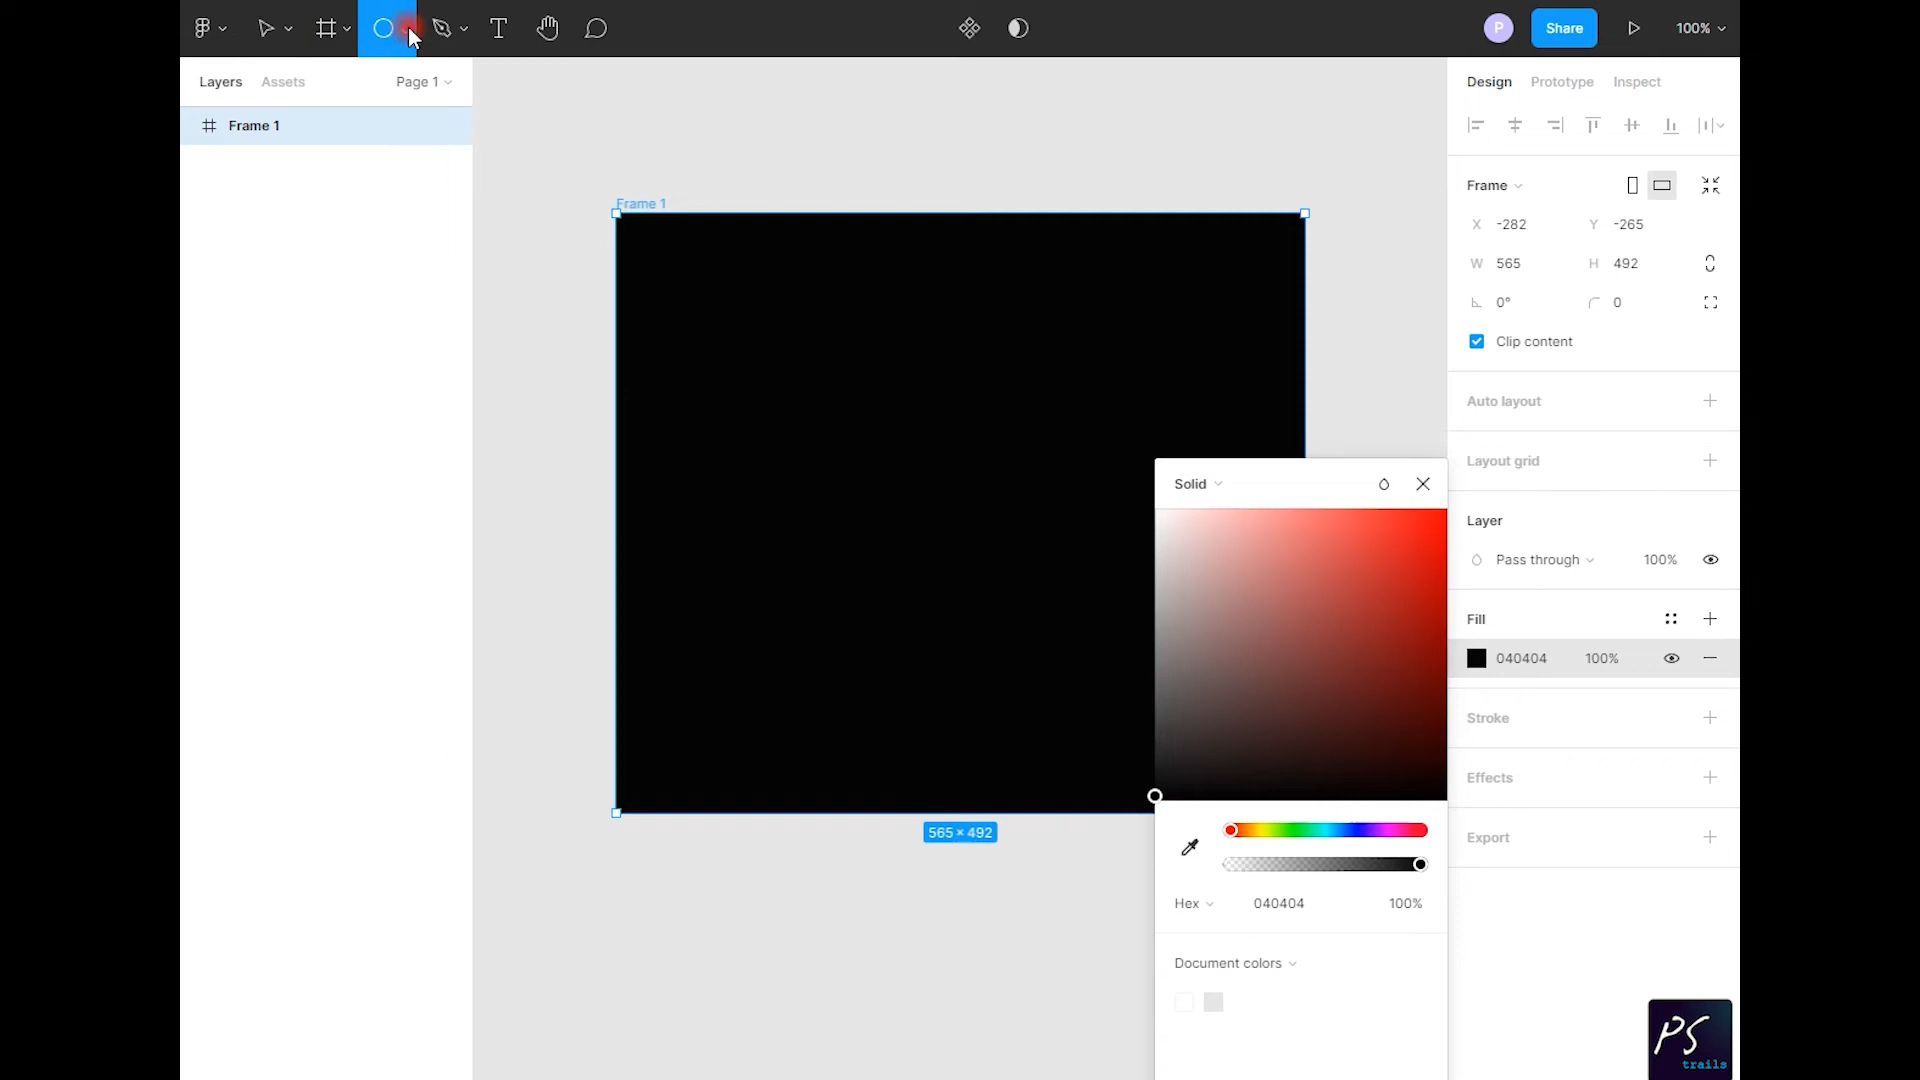 P
Share
100%
Layers
Assets
Page 1
Design
Prototype
Inspect
Frame 1
Frame 1
Frame
X -282
Y -265
W 565
H 492
0°
0
Clip content
Auto layout
Layout grid
Solid
Layer
Pass through
100%
Fill
040404
100%
Stroke
Effects
565 × 492
Export
Hex
040404
100%
Document colors
PS
trails